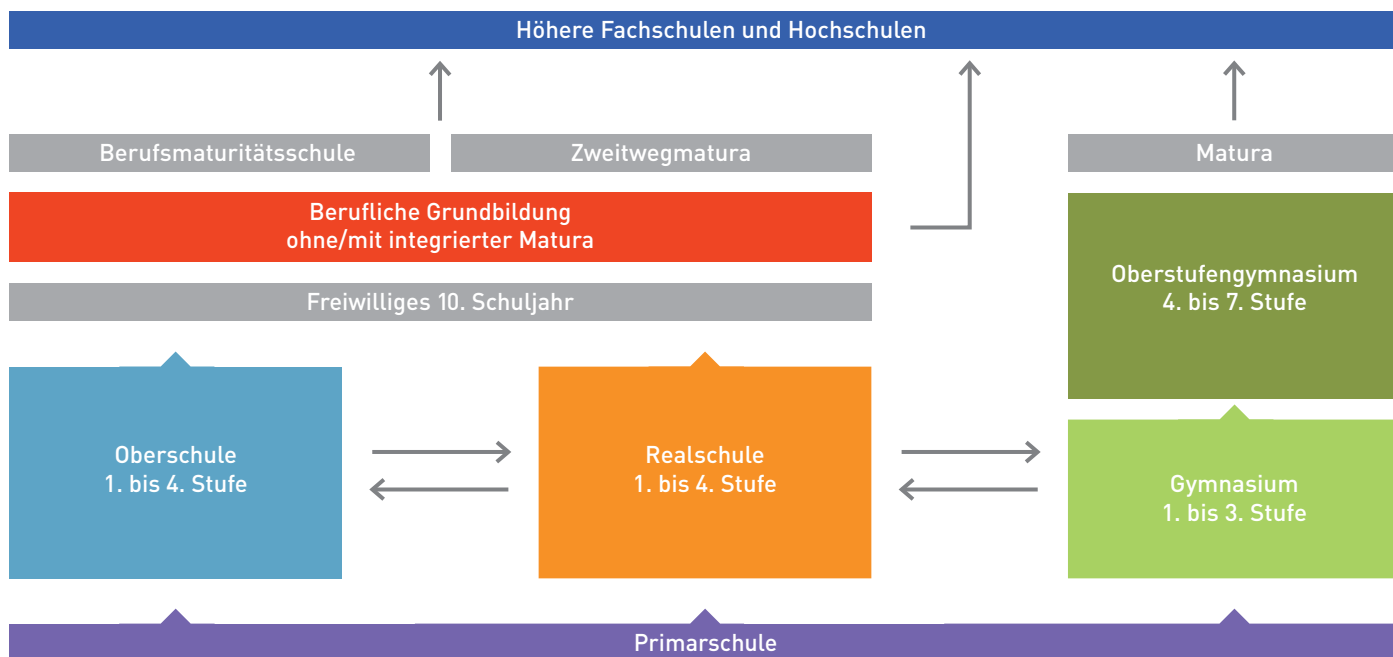 Höhere Fachschulen und Hochschulen
Berufsmaturitätsschule
Zweitwegmatura
Matura
Berufliche Grundbildung
ohne/mit integrierter Matura
Oberstufengymnasium
4. bis 7. Stufe
Freiwilliges 10. Schuljahr
Oberschule
1. bis 4. Stufe
Realschule
1. bis 4. Stufe
Gymnasium
1. bis 3. Stufe
Primarschule